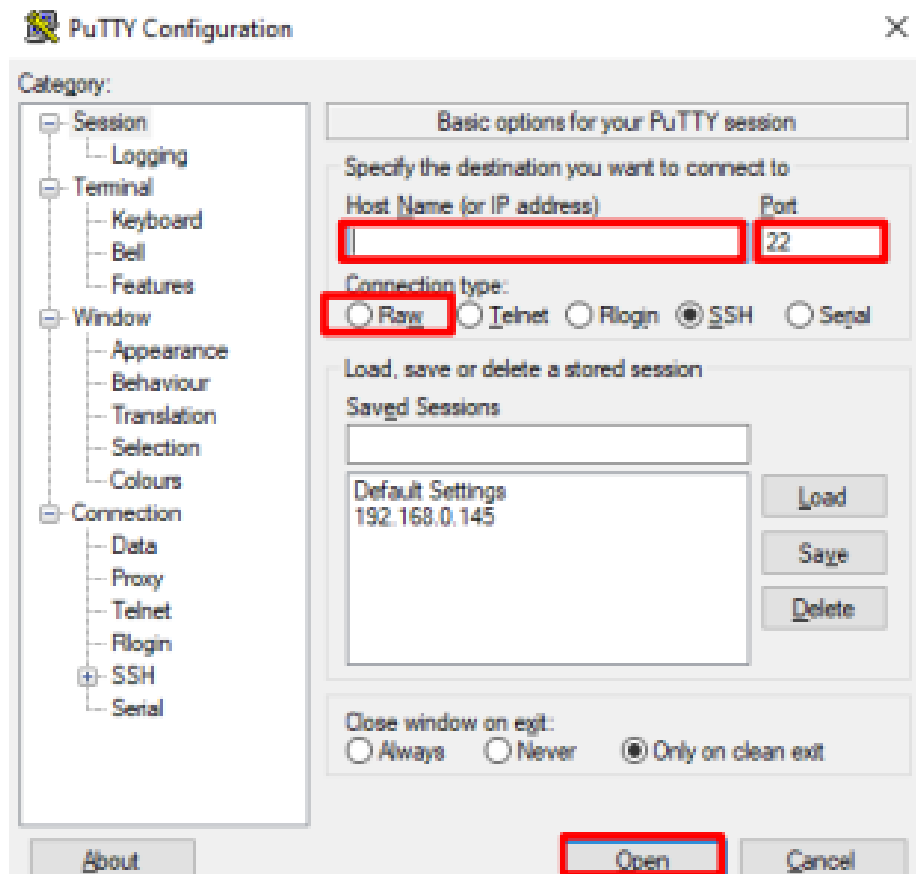 PuTTY Configuration
Category:
Session
Logging
Terminal
Keyboard
Bell
Features
Window
Appearance
Behaviour
Translation
Selection
Colours
Connection
Data
Proxy
Telnet
Rlogin
SSH
Serial
Basic options for your PuTTY session
Specify the destination you want to connect to
Host Name (or IP address) Port
22
Connection type:
Raw Telnet Rlogin SSH Serial
Load, save or delete a stored session
Saved Sessions
Default Settings
192.168.0.145
Load
Save
Delete
Close window on exit:
Always Never Only on clean exit
About Open Cancel